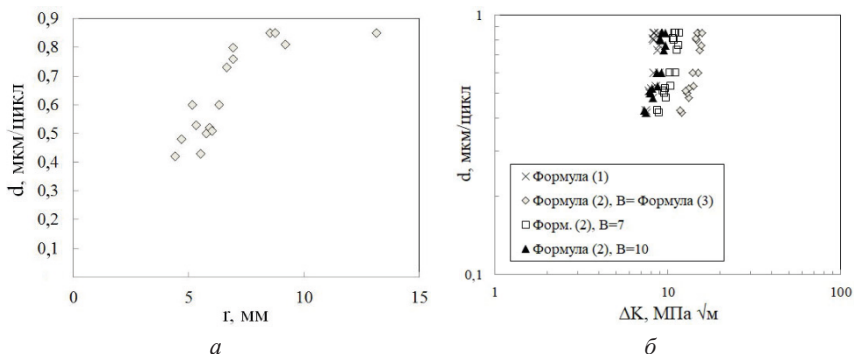 d, мкм/цикл
0,9
0,8
0,7
0,6
0,5
0,4
0,3
0,2
0,1
0
5
10
15
r, мм
а
d, мкм/цикл
1
0,1
Формула (1)
Formula (2), B= Формула (3)
Форм. (2), B=7
Формула (2), B=10
1
10
100
ΔK, МПа √м
б